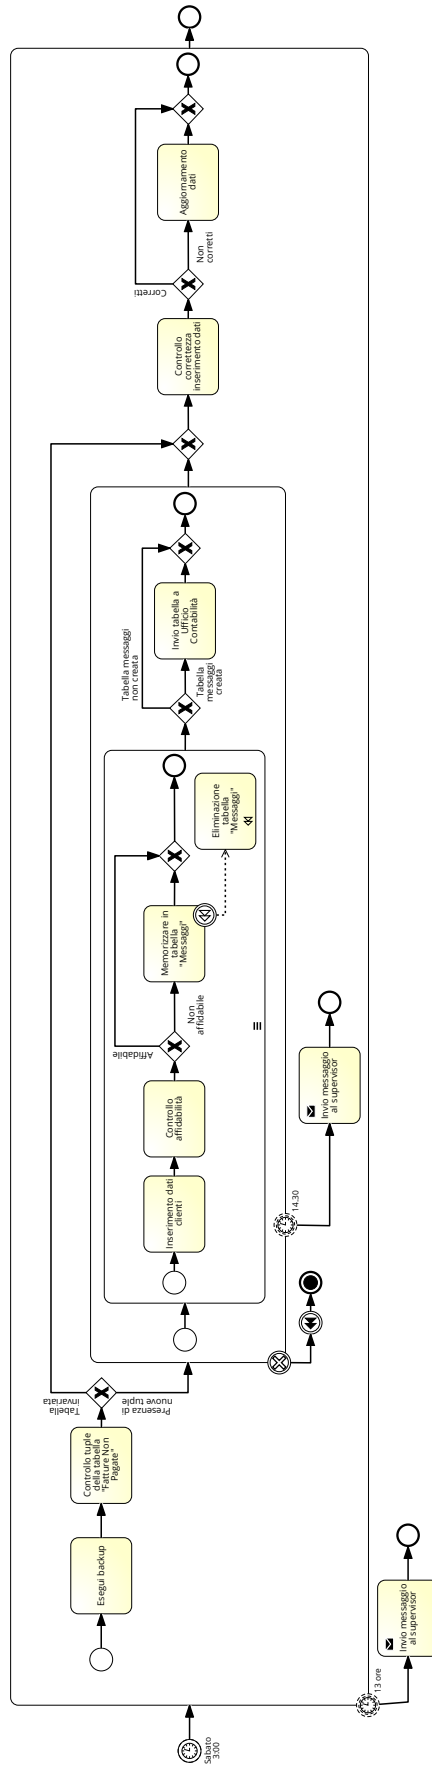 Sabato
3:00
13 ore
Invio messaggio
al supervisor
Esegui backup
Controllo tuple
della tabella
"Fatture Non
Pagate"
Tabella
invariata
Presenza di
nuove tuple
Inserimento dati
clienti
Controllo
affidabilità
Affidabile
Non
affidabile
Memorizzare in
tabella
"Messaggi"
Eliminazione
tabella
"Messaggi"
14.30
Invio messaggio
al supervisor
Tabella messaggi
non creata
Tabella
messaggi
creata
Invio tabella a
Ufficio
Contabilità
Controllo
correttezza
inserimento dati
Corretti
Non
corretti
Aggiornamento
dati